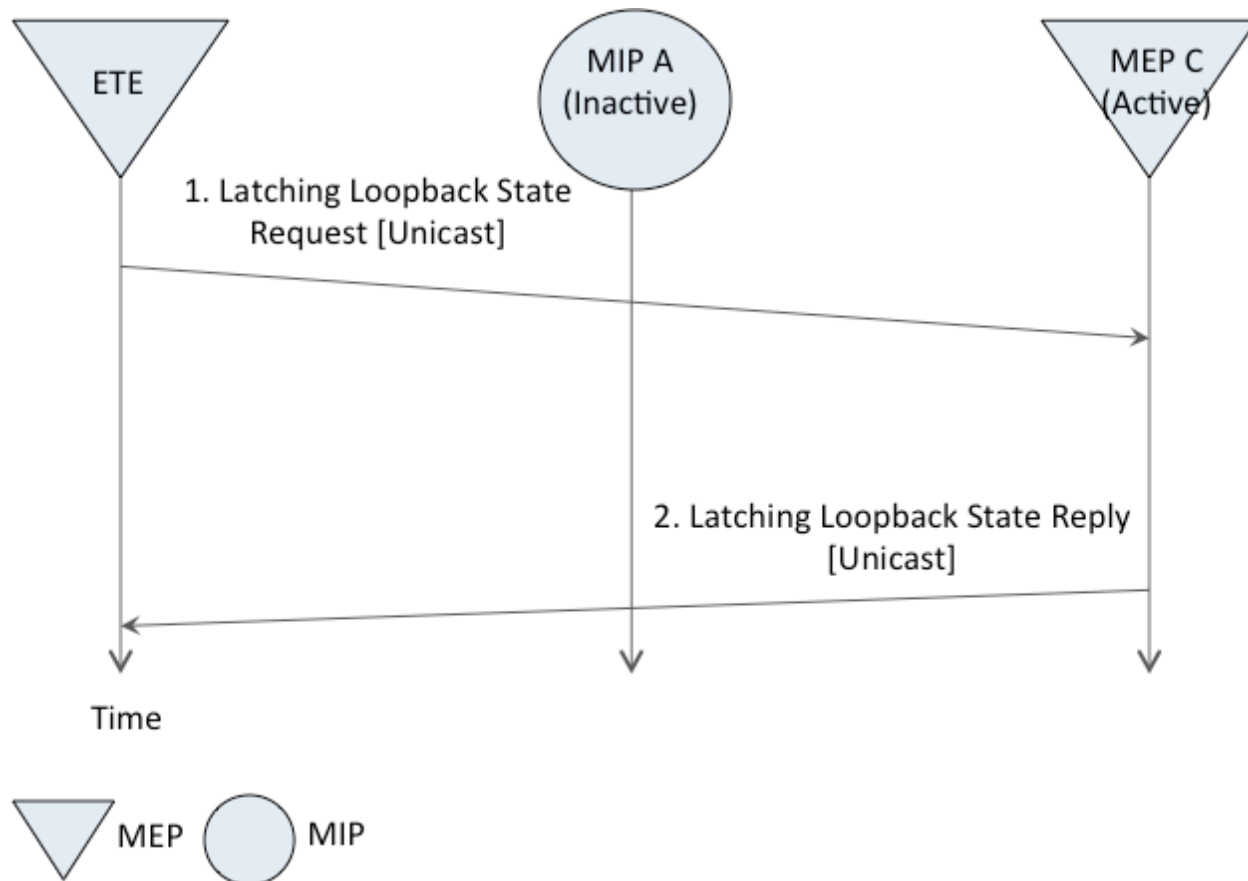 ETE
MIP A
(Inactive)
MEP C
(Active)
1. Latching Loopback State
Request [Unicast]
2. Latching Loopback State Reply
[Unicast]
Time
MEP
MIP